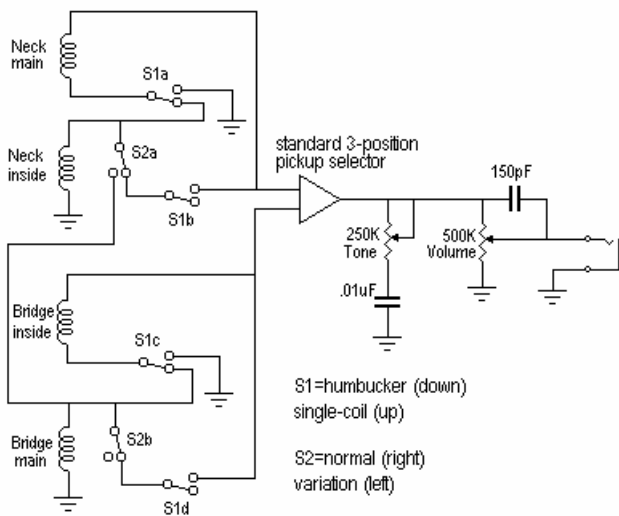 Neck
main
S1a
Neck
inside
S2a
S1b
standard 3-position
pickup selector
150pF
250K
Tone
500K
Volume
.01uF
Bridge
inside
S1c
Bridge
main
S2b
S1d
S1=humbucker (down)
single-coil (up)
S2=normal (right)
variation (left)